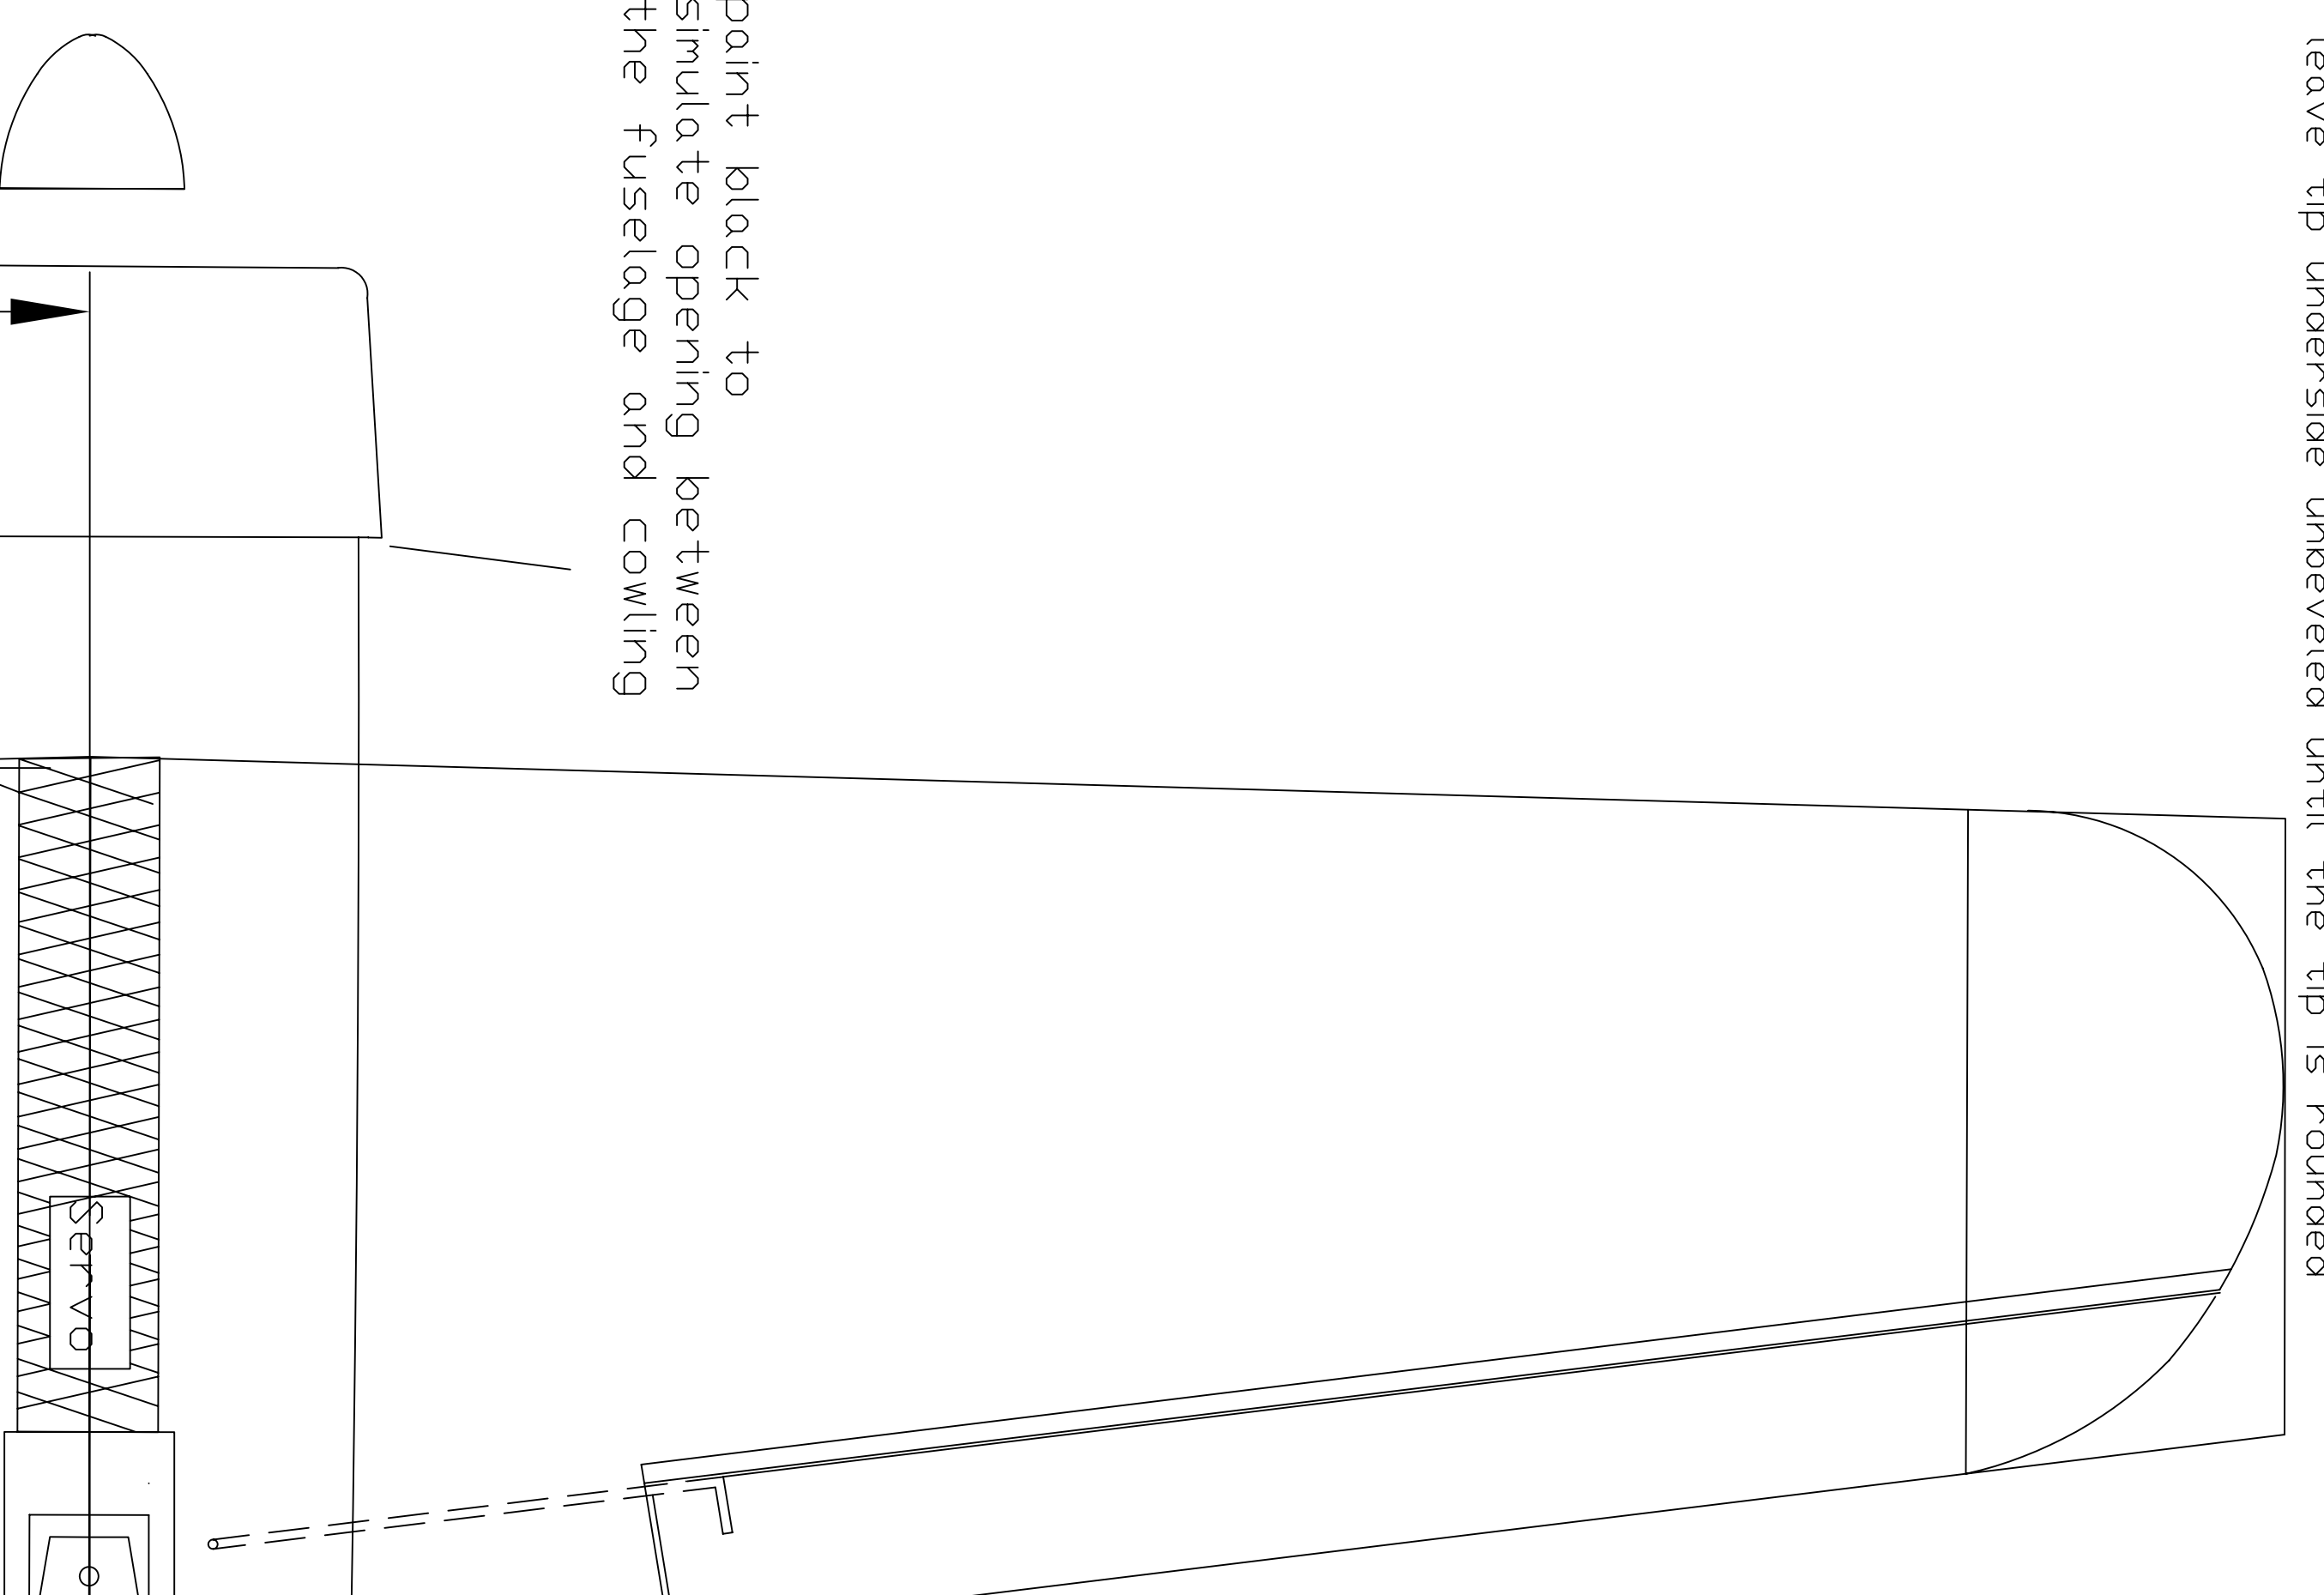 paint black to
simulate opening between
the fuselage and cowling
leave tip underside unbeveled until the tip is rounded
servo